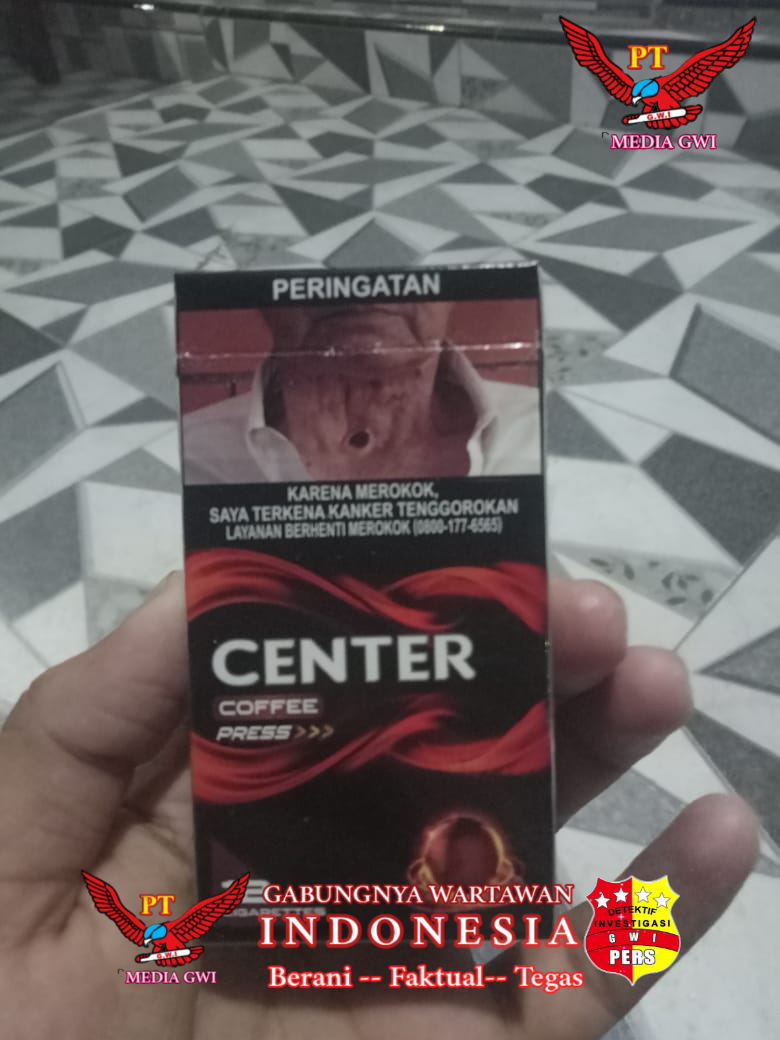 PT
G.W.I
MEDIA GWI
PERINGATAN
KARENA MEROKOK,
SAYA TERKENA KANKER TENGGOROKAN
LAYANAN BERHENTI MEROKOK (0800-177-6565)
CENTER
COFFEE
PRESS >>>
PT
G.W.I
MEDIA GWI
GABUNGNYA WARTAWAN
INDONESIA
Berani -- Faktual-- Tegas
DETEKTIF
INVESTIGASI
G W I
PERS